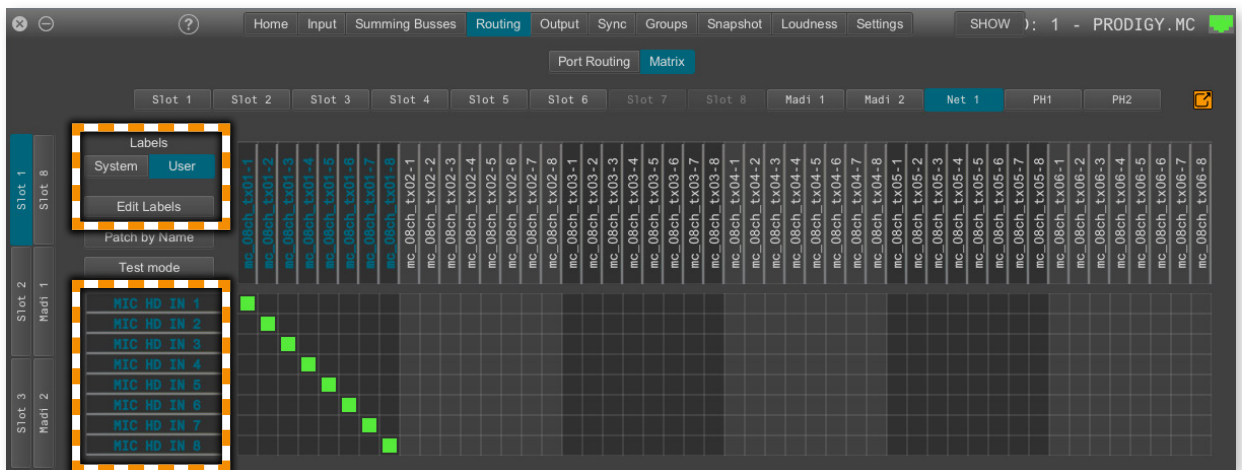 Home Input Summing Busses Routing Output Sync Groups Snapshot Loudness Settings SHOW ): 1 - PRODIGY.MC
Port Routing Matrix
Slot 1 Slot 2 Slot 3 Slot 4 Slot 5 Slot 6 Slot 7 Slot 8 Madi 1 Madi 2 Net 1 PH1 PH2
Slot 1
Slot 8
Slot 2
Madi 1
Slot 3
Madi 2
Labels
System User
Edit Labels
Patch by Name
Test mode
mc_08ch_tx01-1
mc_08ch_tx01-2
mc_08ch_tx01-3
mc_08ch_tx01-4
mc_08ch_tx01-5
mc_08ch_tx01-6
mc_08ch_tx01-7
mc_08ch_tx01-8
mc_08ch_tx02-1
mc_08ch_tx02-2
mc_08ch_tx02-3
mc_08ch_tx02-4
mc_08ch_tx02-5
mc_08ch_tx02-6
mc_08ch_tx02-7
mc_08ch_tx02-8
mc_08ch_tx03-1
mc_08ch_tx03-2
mc_08ch_tx03-3
mc_08ch_tx03-4
mc_08ch_tx03-5
mc_08ch_tx03-6
mc_08ch_tx03-7
mc_08ch_tx03-8
mc_08ch_tx04-1
mc_08ch_tx04-2
mc_08ch_tx04-3
mc_08ch_tx04-4
mc_08ch_tx04-5
mc_08ch_tx04-6
mc_08ch_tx04-7
mc_08ch_tx04-8
mc_08ch_tx05-1
mc_08ch_tx05-2
mc_08ch_tx05-3
mc_08ch_tx05-4
mc_08ch_tx05-5
mc_08ch_tx05-6
mc_08ch_tx05-7
mc_08ch_tx05-8
mc_08ch_tx06-1
mc_08ch_tx06-2
mc_08ch_tx06-3
mc_08ch_tx06-4
mc_08ch_tx06-5
mc_08ch_tx06-6
mc_08ch_tx06-7
mc_08ch_tx06-8
MIC HD IN 1
MIC HD IN 2
MIC HD IN 3
MIC HD IN 4
MIC HD IN 5
MIC HD IN 6
MIC HD IN 7
MIC HD IN 8